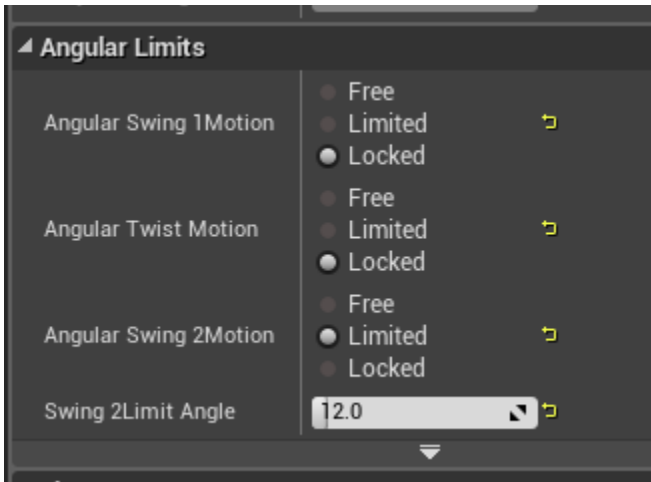 Angular Limits
Angular Swing 1Motion
Free
Limited
Locked
Angular Twist Motion
Free
Limited
Locked
Angular Swing 2Motion
Free
Limited
Locked
Swing 2Limit Angle
12.0